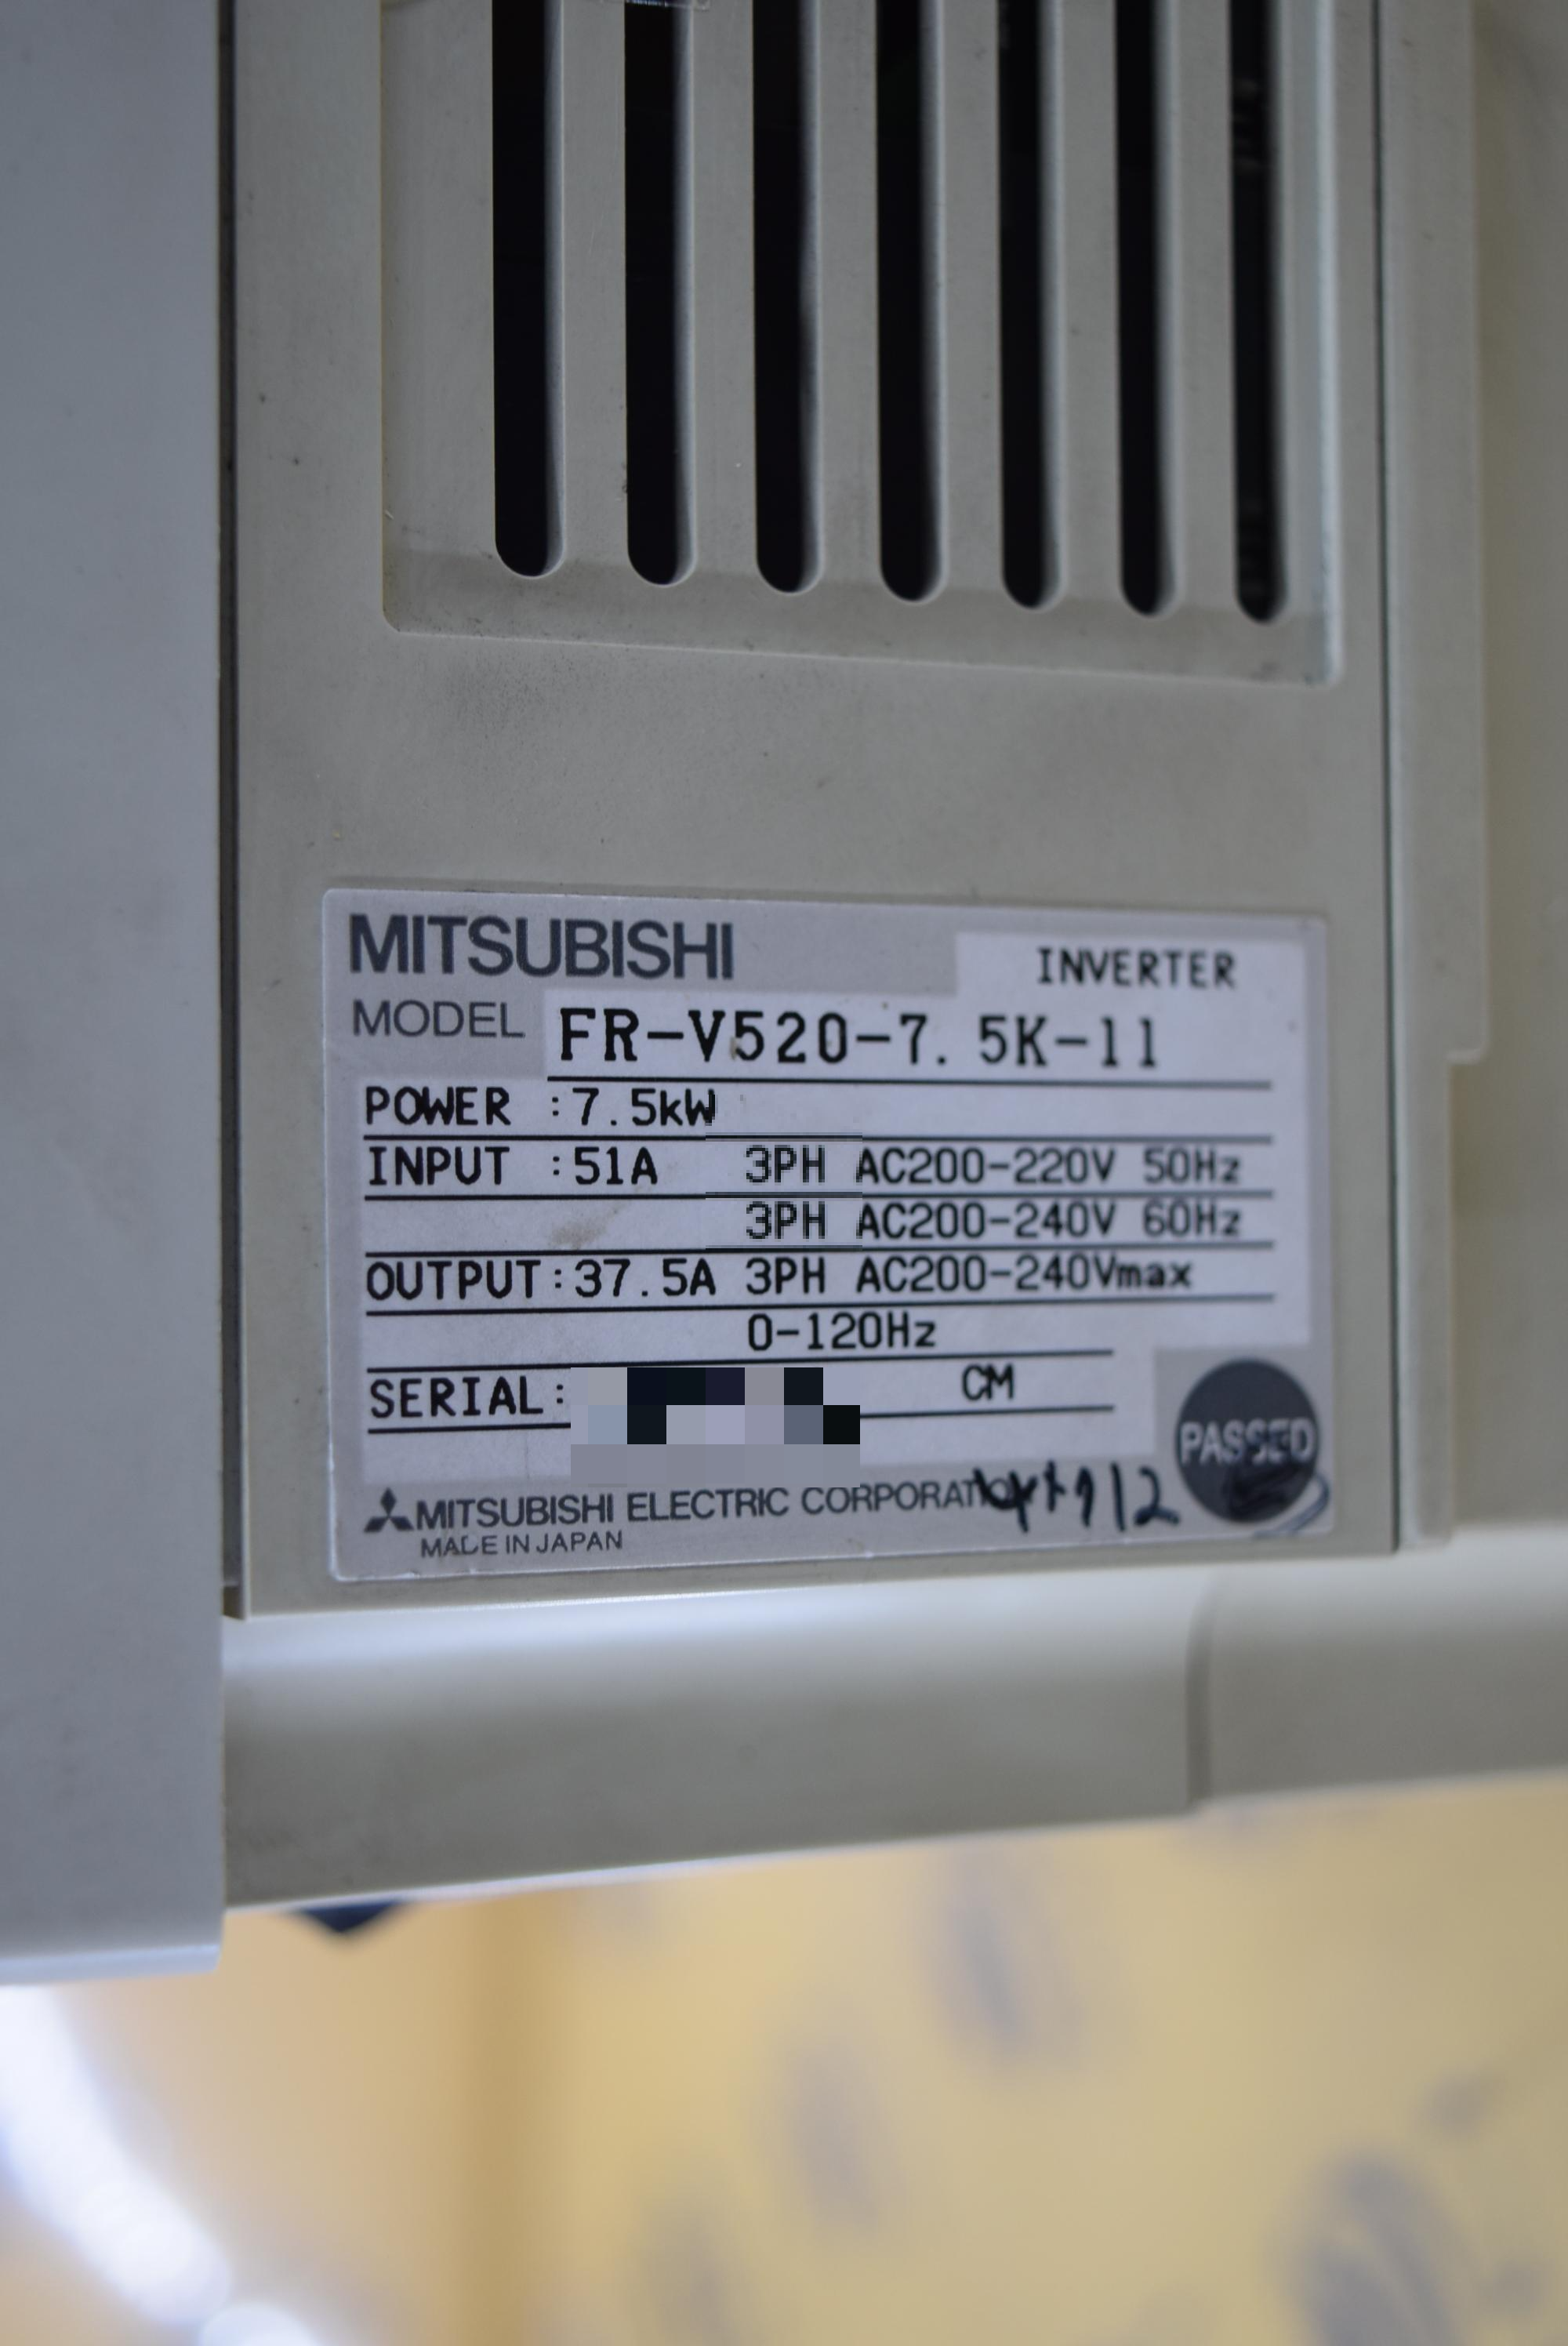 MITSUBISHI
INVERTER
MODEL FR-V520-7.5K-11
POWER :7.5kW
INPUT :51A 3PH AC200-220V 50Hz
3PH AC200-240V 60Hz
OUTPUT:37.5A 3PH AC200-240Vmax
0-120Hz
SERIAL: CM
PASSED
MITSUBISHI ELECTRIC CORPORATION
MADE IN JAPAN